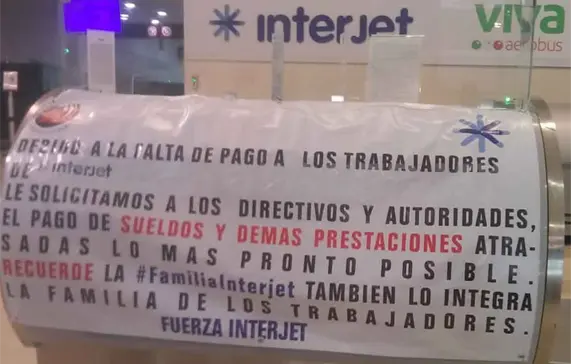 interjet
viva
aerobus
DEBIDO A LA FALTA DE PAGO A LOS TRABAJADORES
DE interjet
LE SOLICITAMOS A LOS DIRECTIVOS Y AUTORIDADES,
EL PAGO DE SUELDOS Y DEMAS PRESTACIONES ATRA-
SADAS LO MAS PRONTO POSIBLE.
RECUERDE LA #FamiliaInterjet TAMBIEN LO INTEGRA
LA FAMILIA DE LOS TRABAJADORES.
FUERZA INTERJET